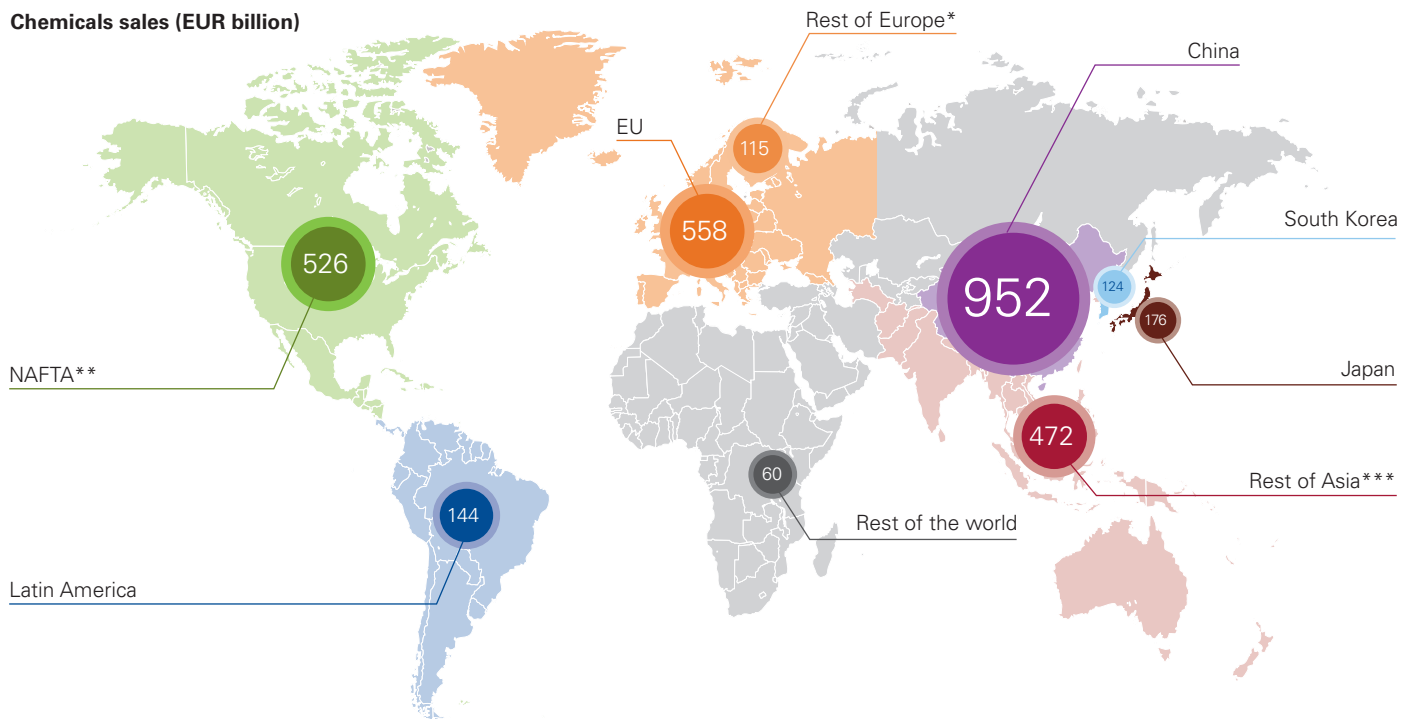 Chemicals sales (EUR billion)
Rest of Europe*
China
EU
115
558
South Korea
526
952
124
176
NAFTA**
Japan
472
60
Rest of Asia***
144
Rest of the world
Latin America